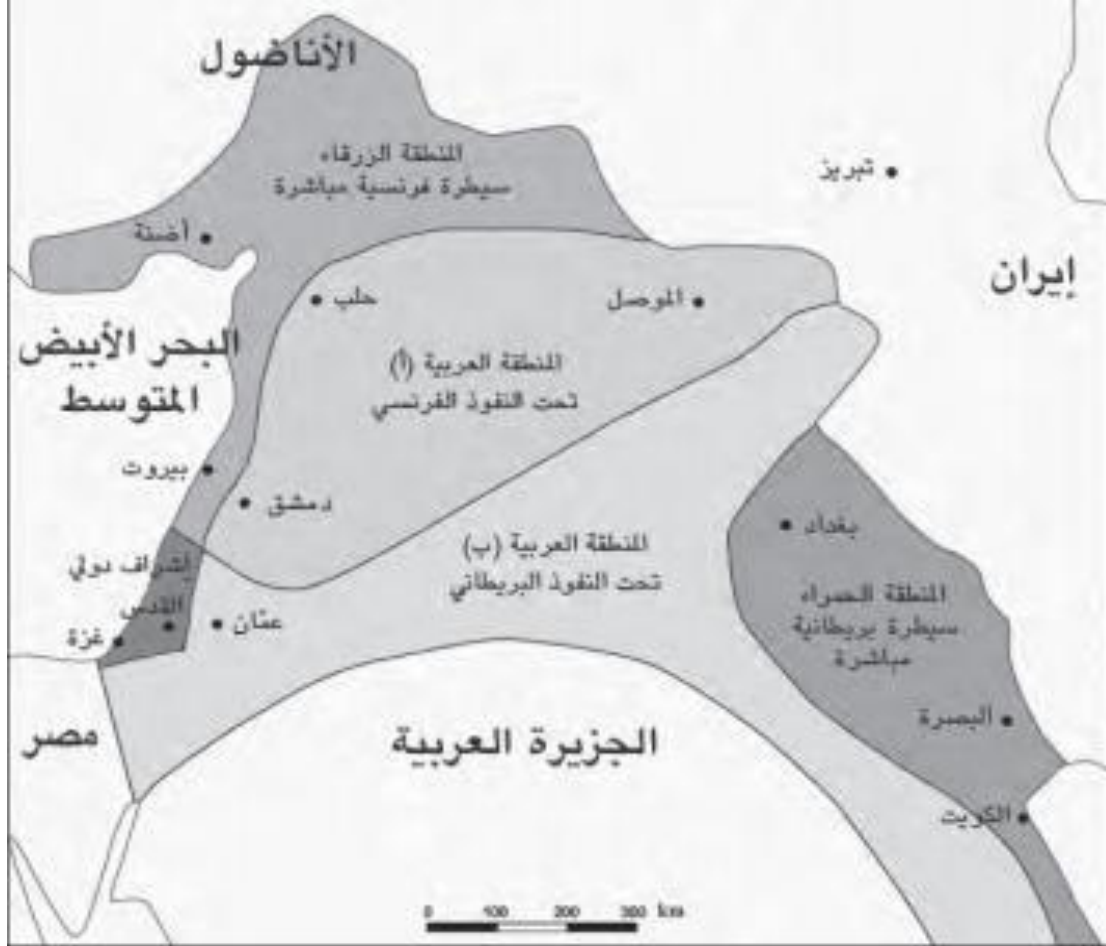 الأناضول
المنطقة الزرقاء
سيطرة فرنسية مباشرة
تبريز
أضنة
إيران
حلب
الموصل
البحر الأبيض
المتوسط
المنطقة العربية (أ)
تحت النفوذ الفرنسي
بيروت
دمشق
بغداد
المنطقة العربية (ب)
تحت النفوذ البريطاني
إشراف دولي
القدس
غزة
عمّان
المنطقة الحمراء
سيطرة بريطانية
مباشرة
البصرة
مصر
الجزيرة العربية
الكويت
0 100 200 300 km